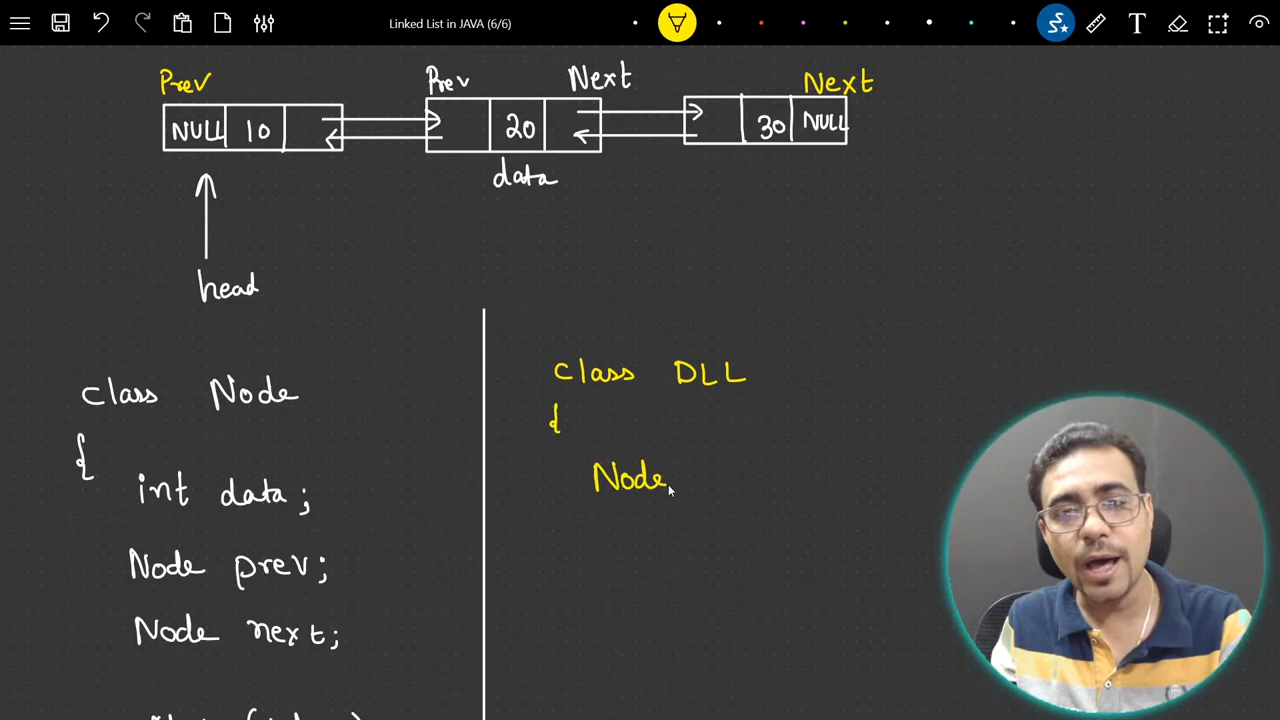 Linked List in JAVA (6/6)
Prev Prev Next Next
NULL 10 20 30 NULL
data
head
class Node
{
int data;
Node prev;
Node next;
class DLL
{
Node